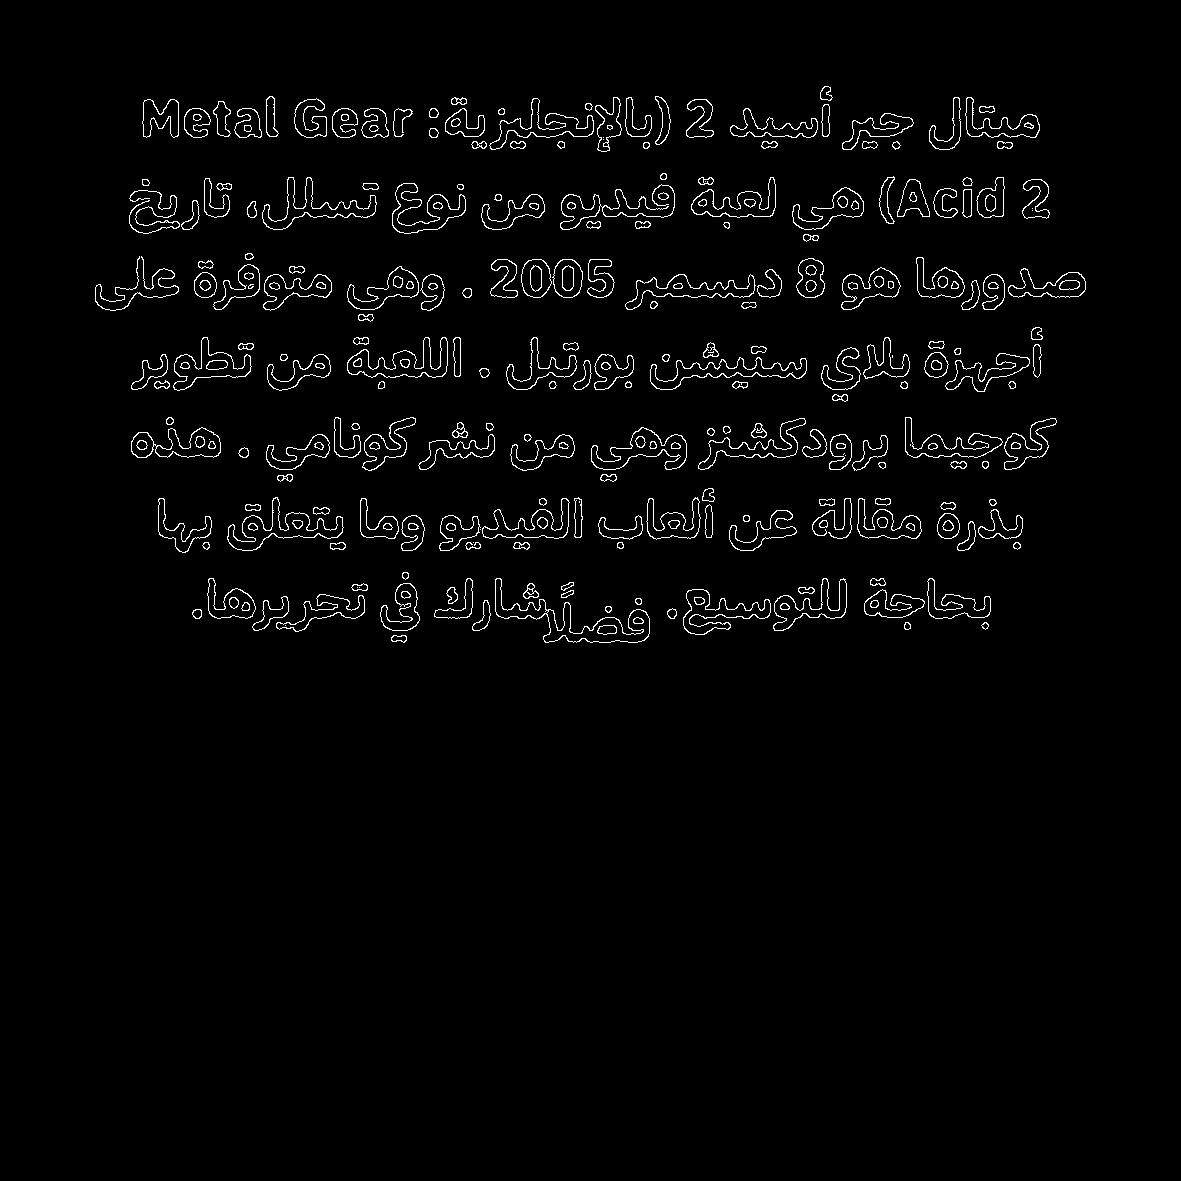 ميتال جير أسيد 2 (بالإنجليزية: Metal Gear
Acid 2) هي لعبة فيديو من نوع تسلل، تاريخ
صدورها هو 8 ديسمبر 2005 . وهي متوفرة على
أجهزة بلاي ستيشن بورتبل . اللعبة من تطوير
كوجيما برودكشنز وهي من نشر كونامي . هذه
بذرة مقالة عن ألعاب الفيديو وما يتعلق بها
بحاجة للتوسيع. فضلًا شارك في تحريرها.